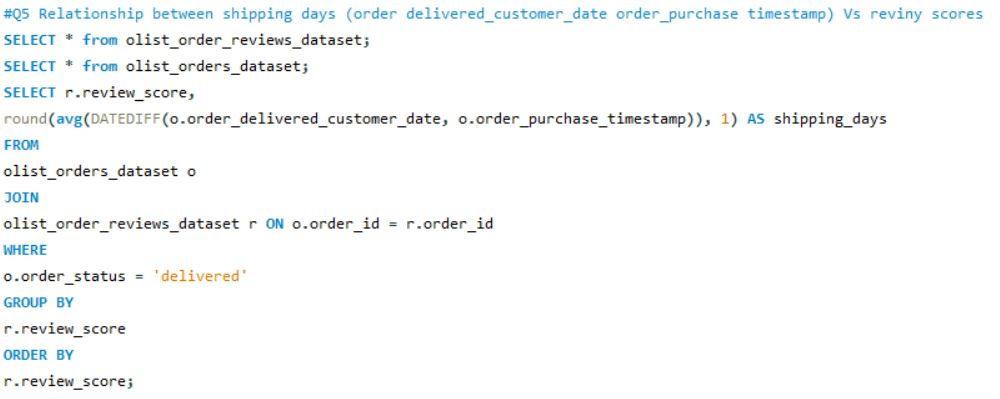 #Q5 Relationship between shipping days (order delivered_customer_date order_purchase timestamp) Vs reviny scores
SELECT * from olist_order_reviews_dataset;
SELECT * from olist_orders_dataset;
SELECT r.review_score,
round(avg(DATEDIFF(o.order_delivered_customer_date, o.order_purchase_timestamp)), 1) AS shipping_days
FROM
olist_orders_dataset o
JOIN
olist_order_reviews_dataset r ON o.order_id = r.order_id
WHERE
o.order_status = 'delivered'
GROUP BY
r.review_score
ORDER BY
r.review_score;